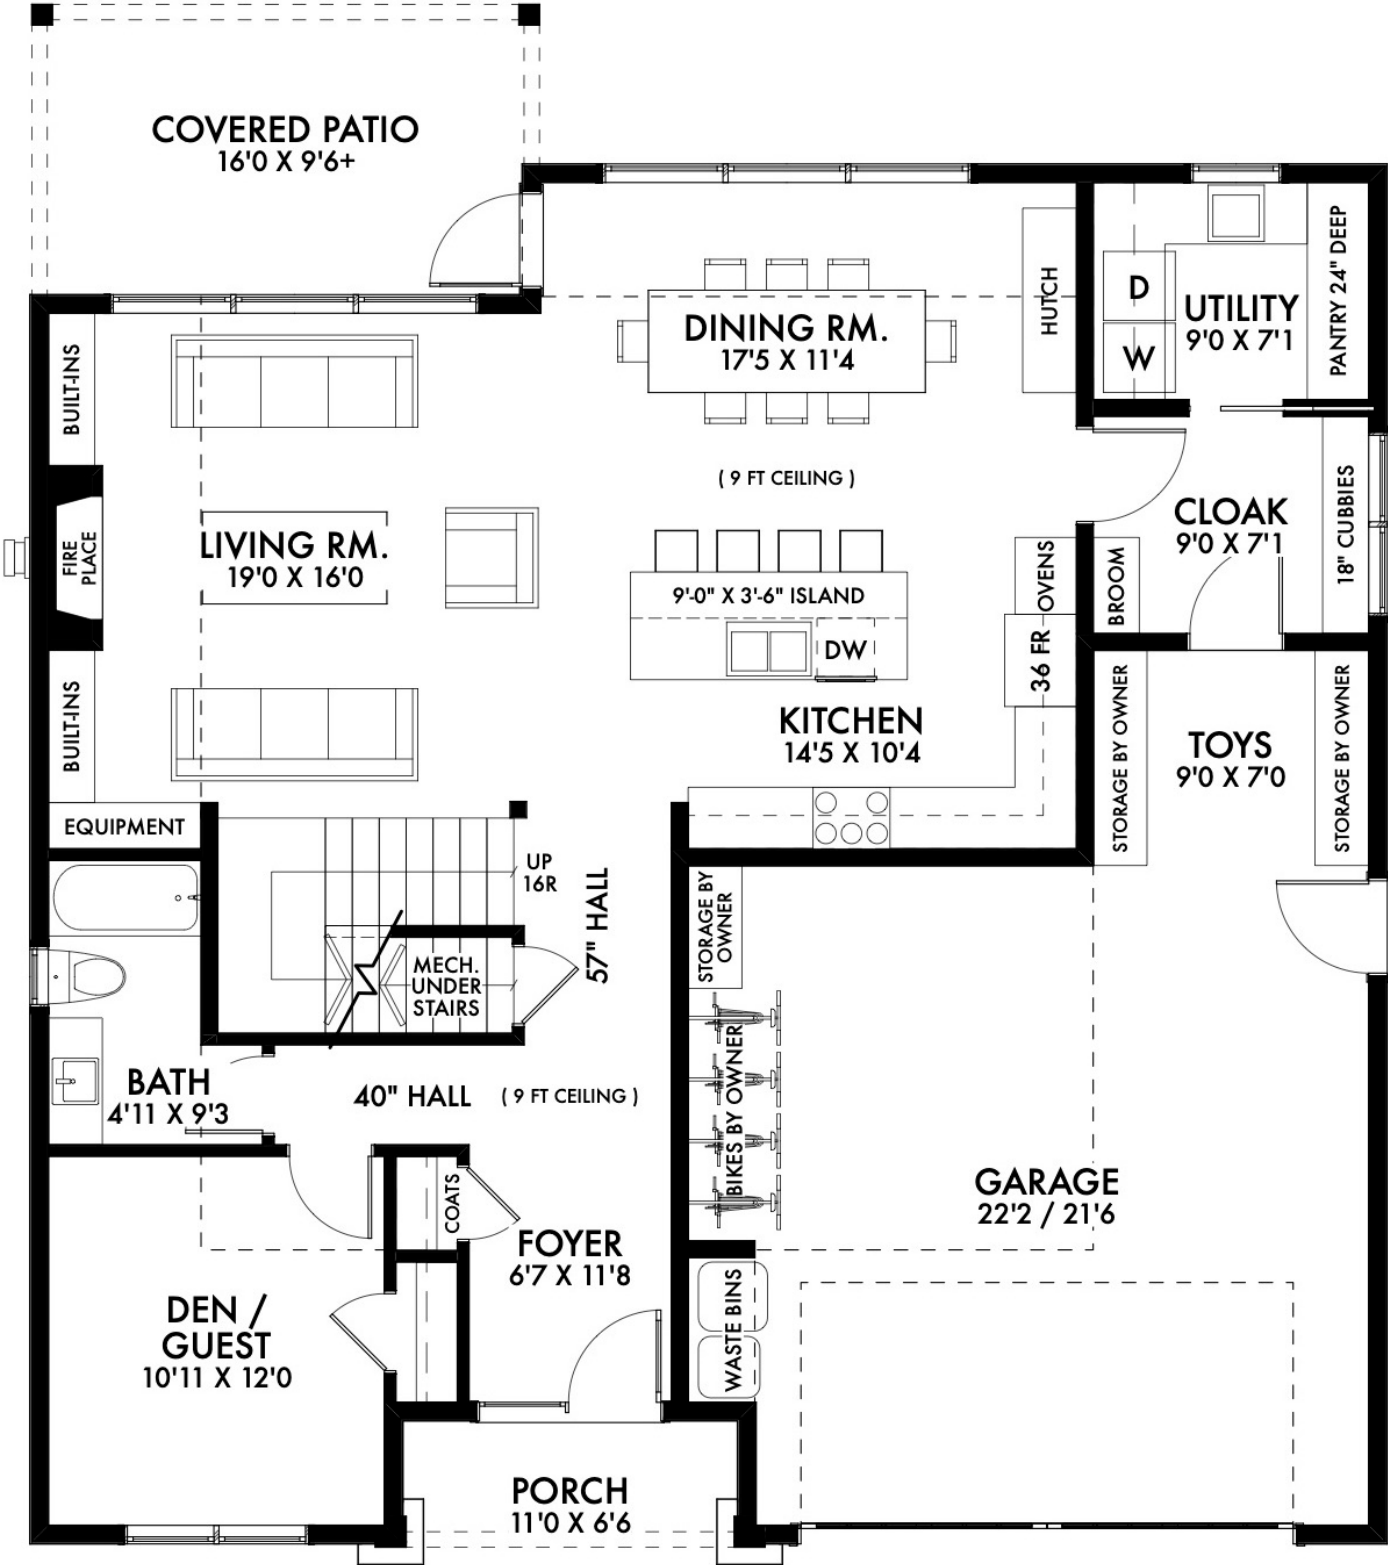 COVERED PATIO
16'0 X 9'6+
BUILT-INS
DINING RM.
17'5 X 11'4
HUTCH
D
W
UTILITY
9'0 X 7'1
PANTRY 24" DEEP
( 9 FT CEILING )
FIRE
PLACE
LIVING RM.
19'0 X 16'0
9'-0" X 3'-6" ISLAND
DW
OVENS
36 FR
BROOM
CLOAK
9'0 X 7'1
18" CUBBIES
BUILT-INS
KITCHEN
14'5 X 10'4
STORAGE BY OWNER
TOYS
9'0 X 7'0
STORAGE BY OWNER
EQUIPMENT
UP
16R
57" HALL
MECH.
UNDER
STAIRS
STORAGE BY
OWNER
BATH
4'11 X 9'3
40" HALL
( 9 FT CEILING )
BIKES BY OWNER
COATS
FOYER
6'7 X 11'8
GARAGE
22'2 / 21'6
DEN /
GUEST
10'11 X 12'0
WASTE BINS
PORCH
11'0 X 6'6